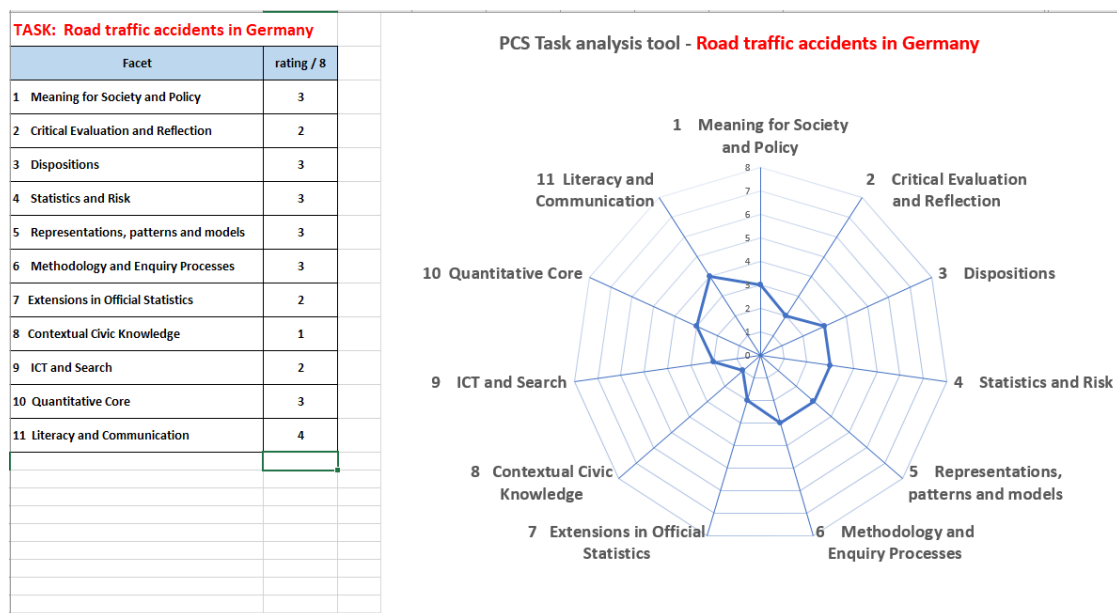 TASK: Road traffic accidents in Germany
Facet rating / 8
1 Meaning for Society and Policy 3
2 Critical Evaluation and Reflection 2
3 Dispositions 3
4 Statistics and Risk 3
5 Representations, patterns and models 3
6 Methodology and Enquiry Processes 3
7 Extensions in Official Statistics 2
8 Contextual Civic Knowledge 1
9 ICT and Search 2
10 Quantitative Core 3
11 Literacy and Communication 4
PCS Task analysis tool - Road traffic accidents in Germany
1 Meaning for Society
and Policy
2 Critical Evaluation
and Reflection
3 Dispositions
4 Statistics and Risk
5 Representations,
patterns and models
6 Methodology and
Enquiry Processes
7 Extensions in Official
Statistics
8 Contextual Civic
Knowledge
9 ICT and Search
10 Quantitative Core
11 Literacy and
Communication
8
7
6
5
4
3
2
1
0